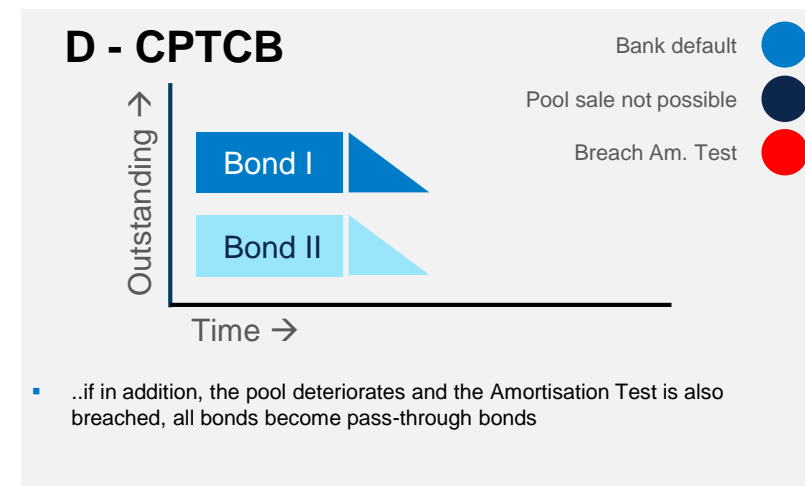 D - CPTCB
Bank default
Pool sale not possible
Breach Am. Test
Outstanding →
Bond I
Bond II
Time →
▪ ..if in addition, the pool deteriorates and the Amortisation Test is also
breached, all bonds become pass-through bonds